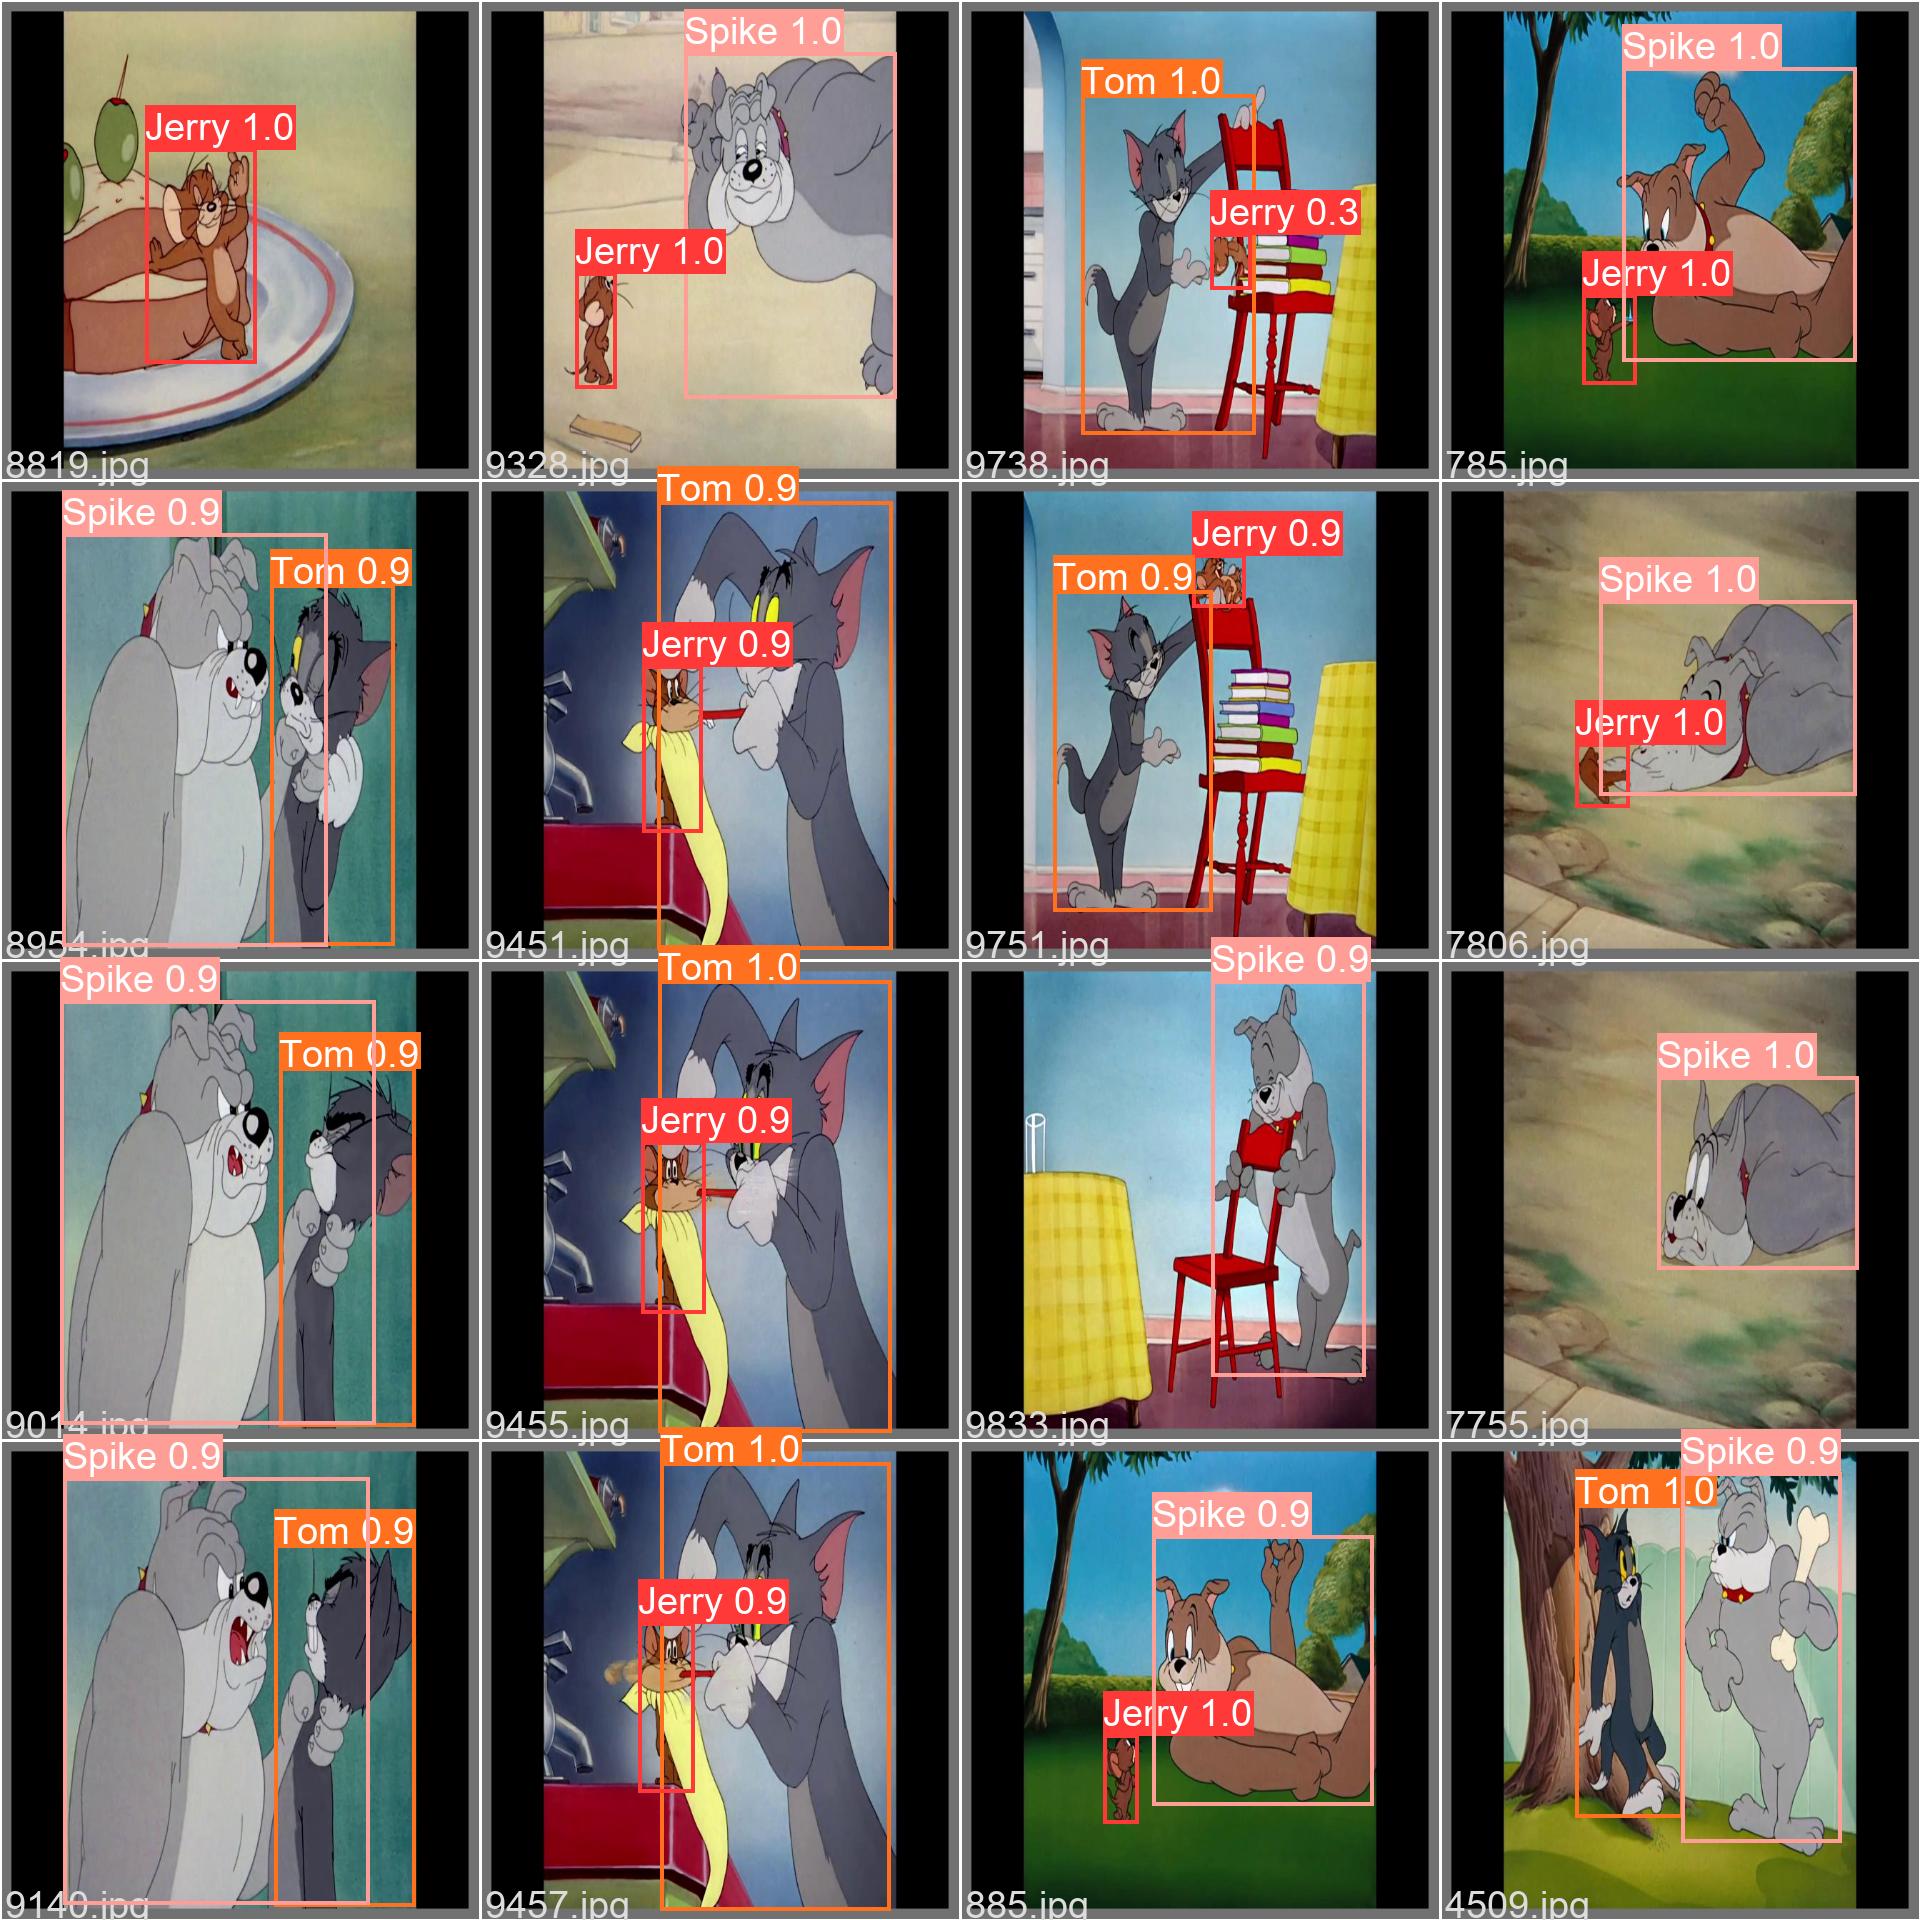 Jerry 1.0
8819.jpg
Spike 1.0
Jerry 1.0
9328.jpg
Tom 1.0
Jerry 0.3
9738.jpg
Spike 1.0
Jerry 1.0
785.jpg
Spike 0.9
Tom 0.9
8954.jpg
Tom 0.9
Jerry 0.9
9451.jpg
Jerry 0.9
Tom 0.9
9751.jpg
Spike 1.0
Jerry 1.0
7806.jpg
Spike 0.9
Tom 0.9
9014.jpg
Tom 1.0
Jerry 0.9
9455.jpg
Spike 0.9
9833.jpg
Spike 1.0
7755.jpg
Spike 0.9
Tom 0.9
9140.jpg
Tom 1.0
Jerry 0.9
9457.jpg
Spike 0.9
Jerry 1.0
885.jpg
Spike 0.9
Tom 1.0
4509.jpg